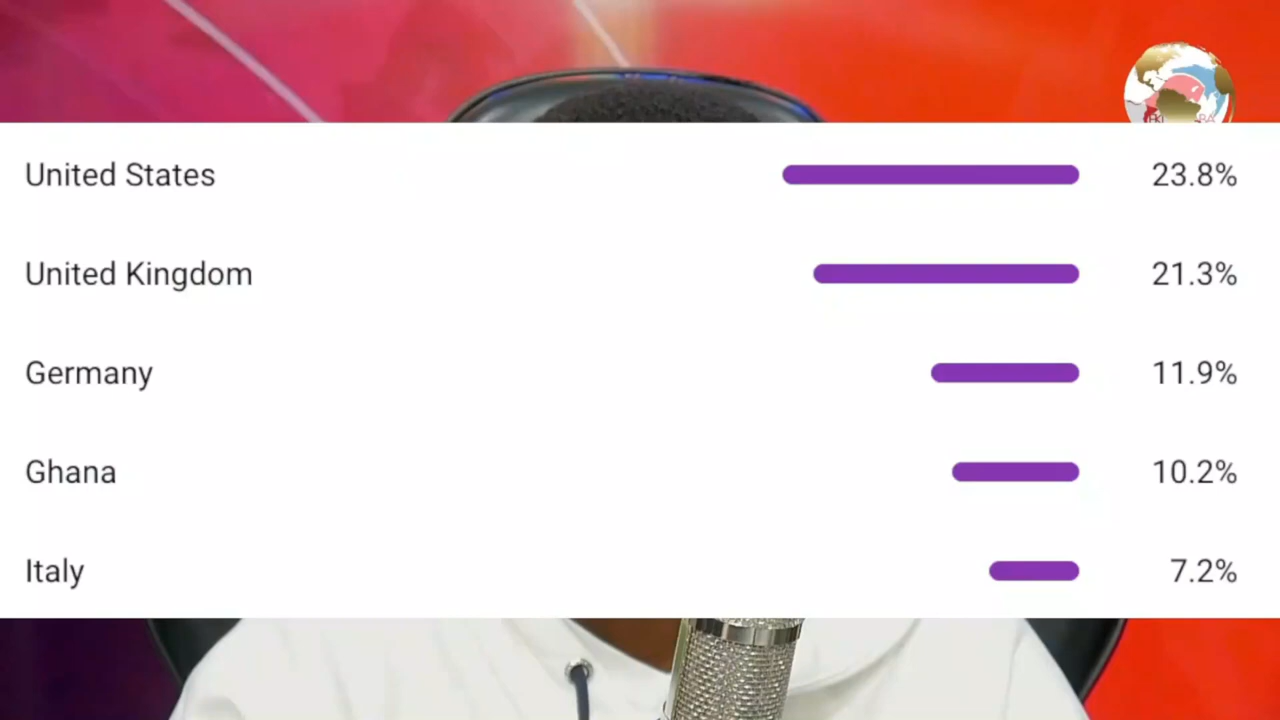 United States 23.8%
United Kingdom 21.3%
Germany 11.9%
Ghana 10.2%
Italy 7.2%